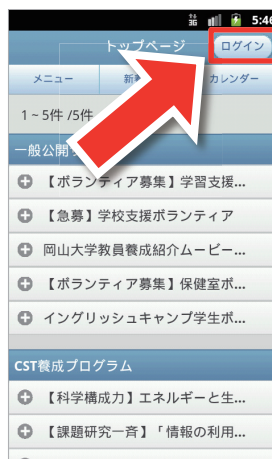 3G 5:46
トップページ ログイン
メニュー 新 カレンダー
1~5件 /5件
一般公開
【ボランティア募集】学習支援...
【急募】学校支援ボランティア
岡山大学教員養成紹介ムービー...
【ボランティア募集】保健室ボ...
イングリッシュキャンプ学生ボ...
CST養成プログラム
【科学構成力】エネルギーと生...
【課題研究一斉】「情報の利用...